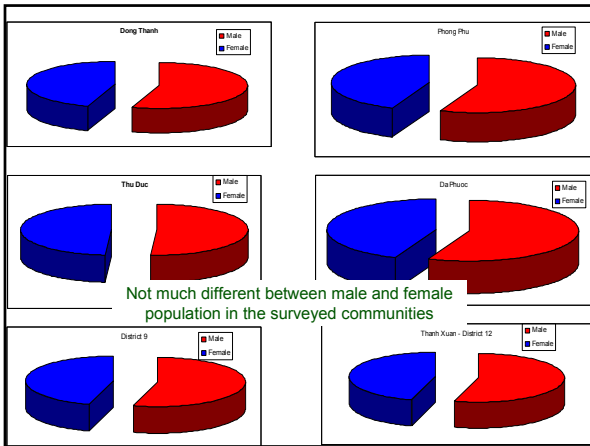 Dong Thanh
Male
Female
Phong Phu
Male
Female
Thu Duc
Male
Female
Da Phuoc
Male
Female
Not much different between male and female
population in the surveyed communities
District 9
Male
Female
Thanh Xuan - District 12
Male
Female